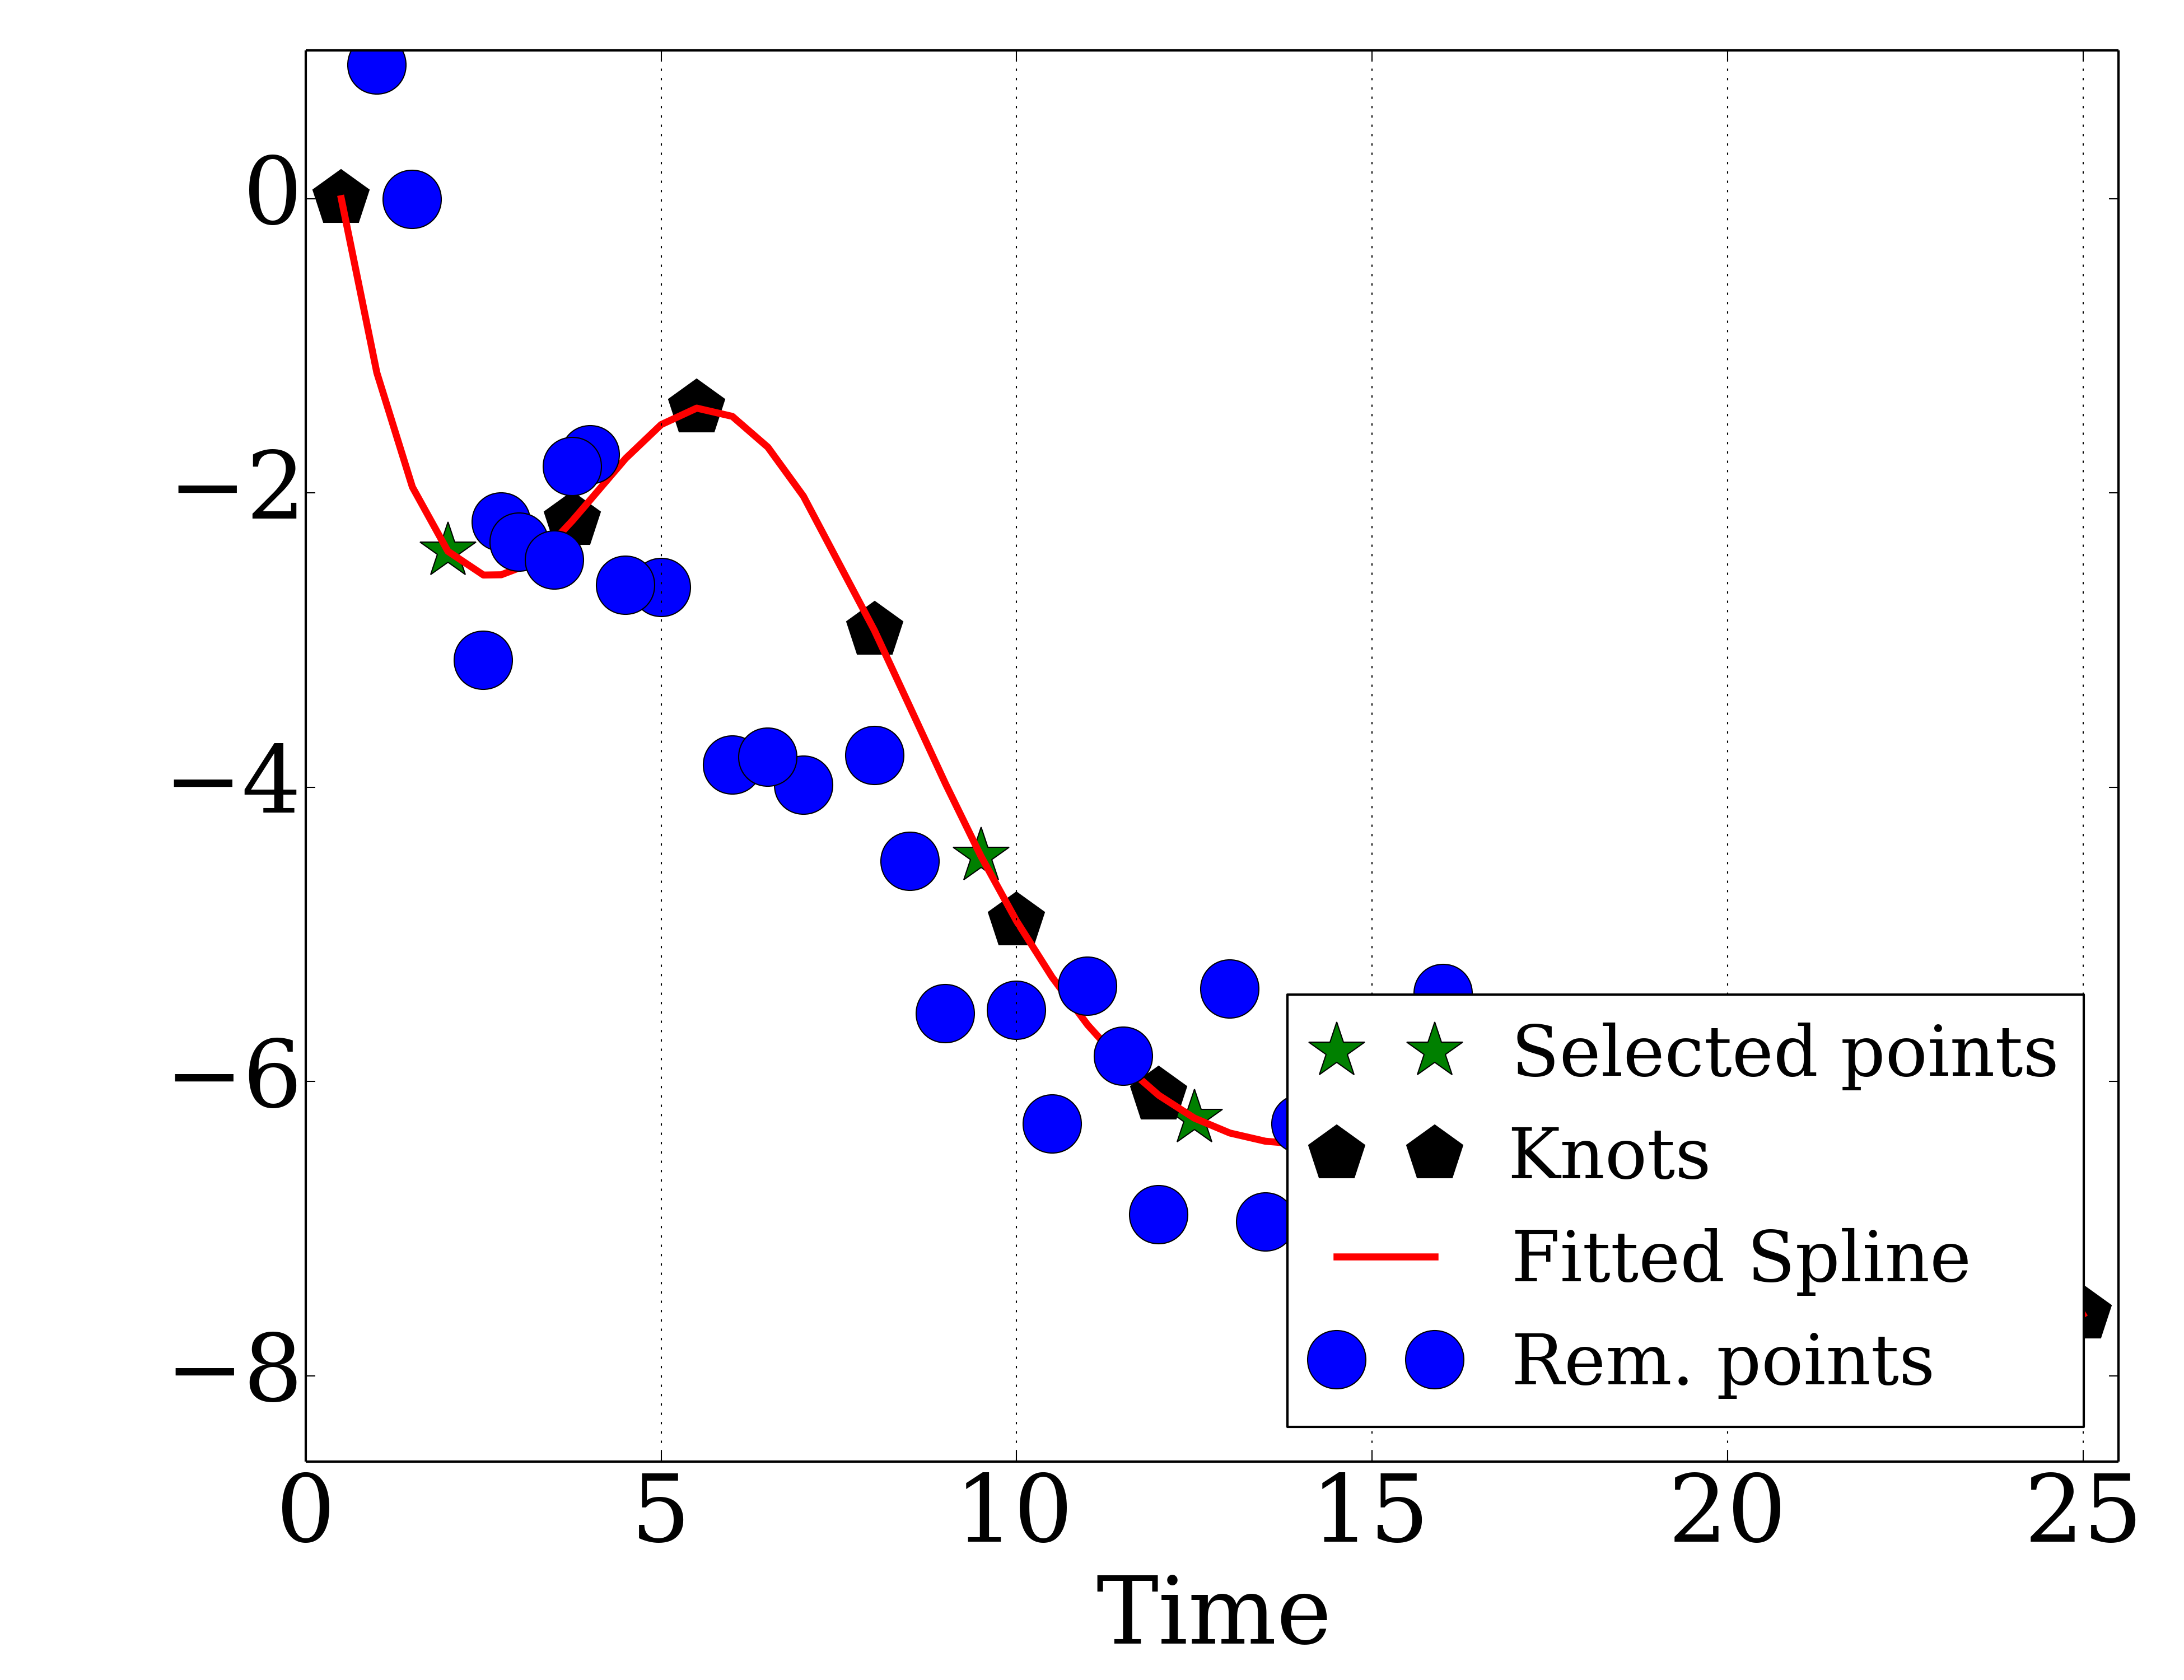 0
−2
−4
−6
−8
Selected points
Knots
Fitted Spline
Rem. points
0 5 10 15 20 25
Time